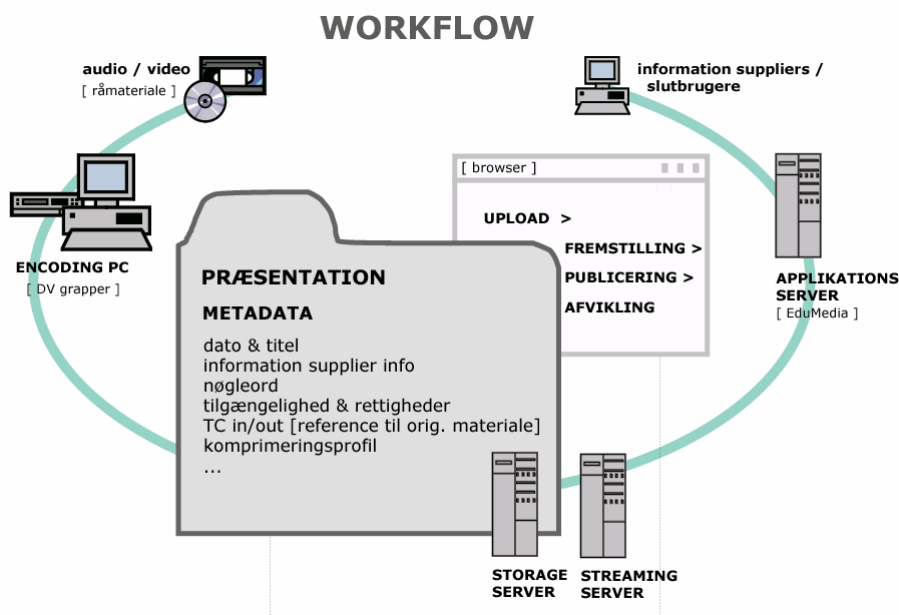 WORKFLOW
audio / video
[ råmateriale ]
information suppliers /
slutbrugere
[ browser ]
UPLOAD >
FREMSTILLING >
PUBLICERING >
AFVIKLING
ENCODING PC
[ DV grapper ]
APPLIKATIONS
SERVER
[ EduMedia ]
PRÆSENTATION
METADATA
dato & titel
information supplier info
nøgleord
tilgængelighed & rettigheder
TC in/out [reference til orig. materiale]
komprimeringsprofil
...
STORAGE
SERVER
STREAMING
SERVER